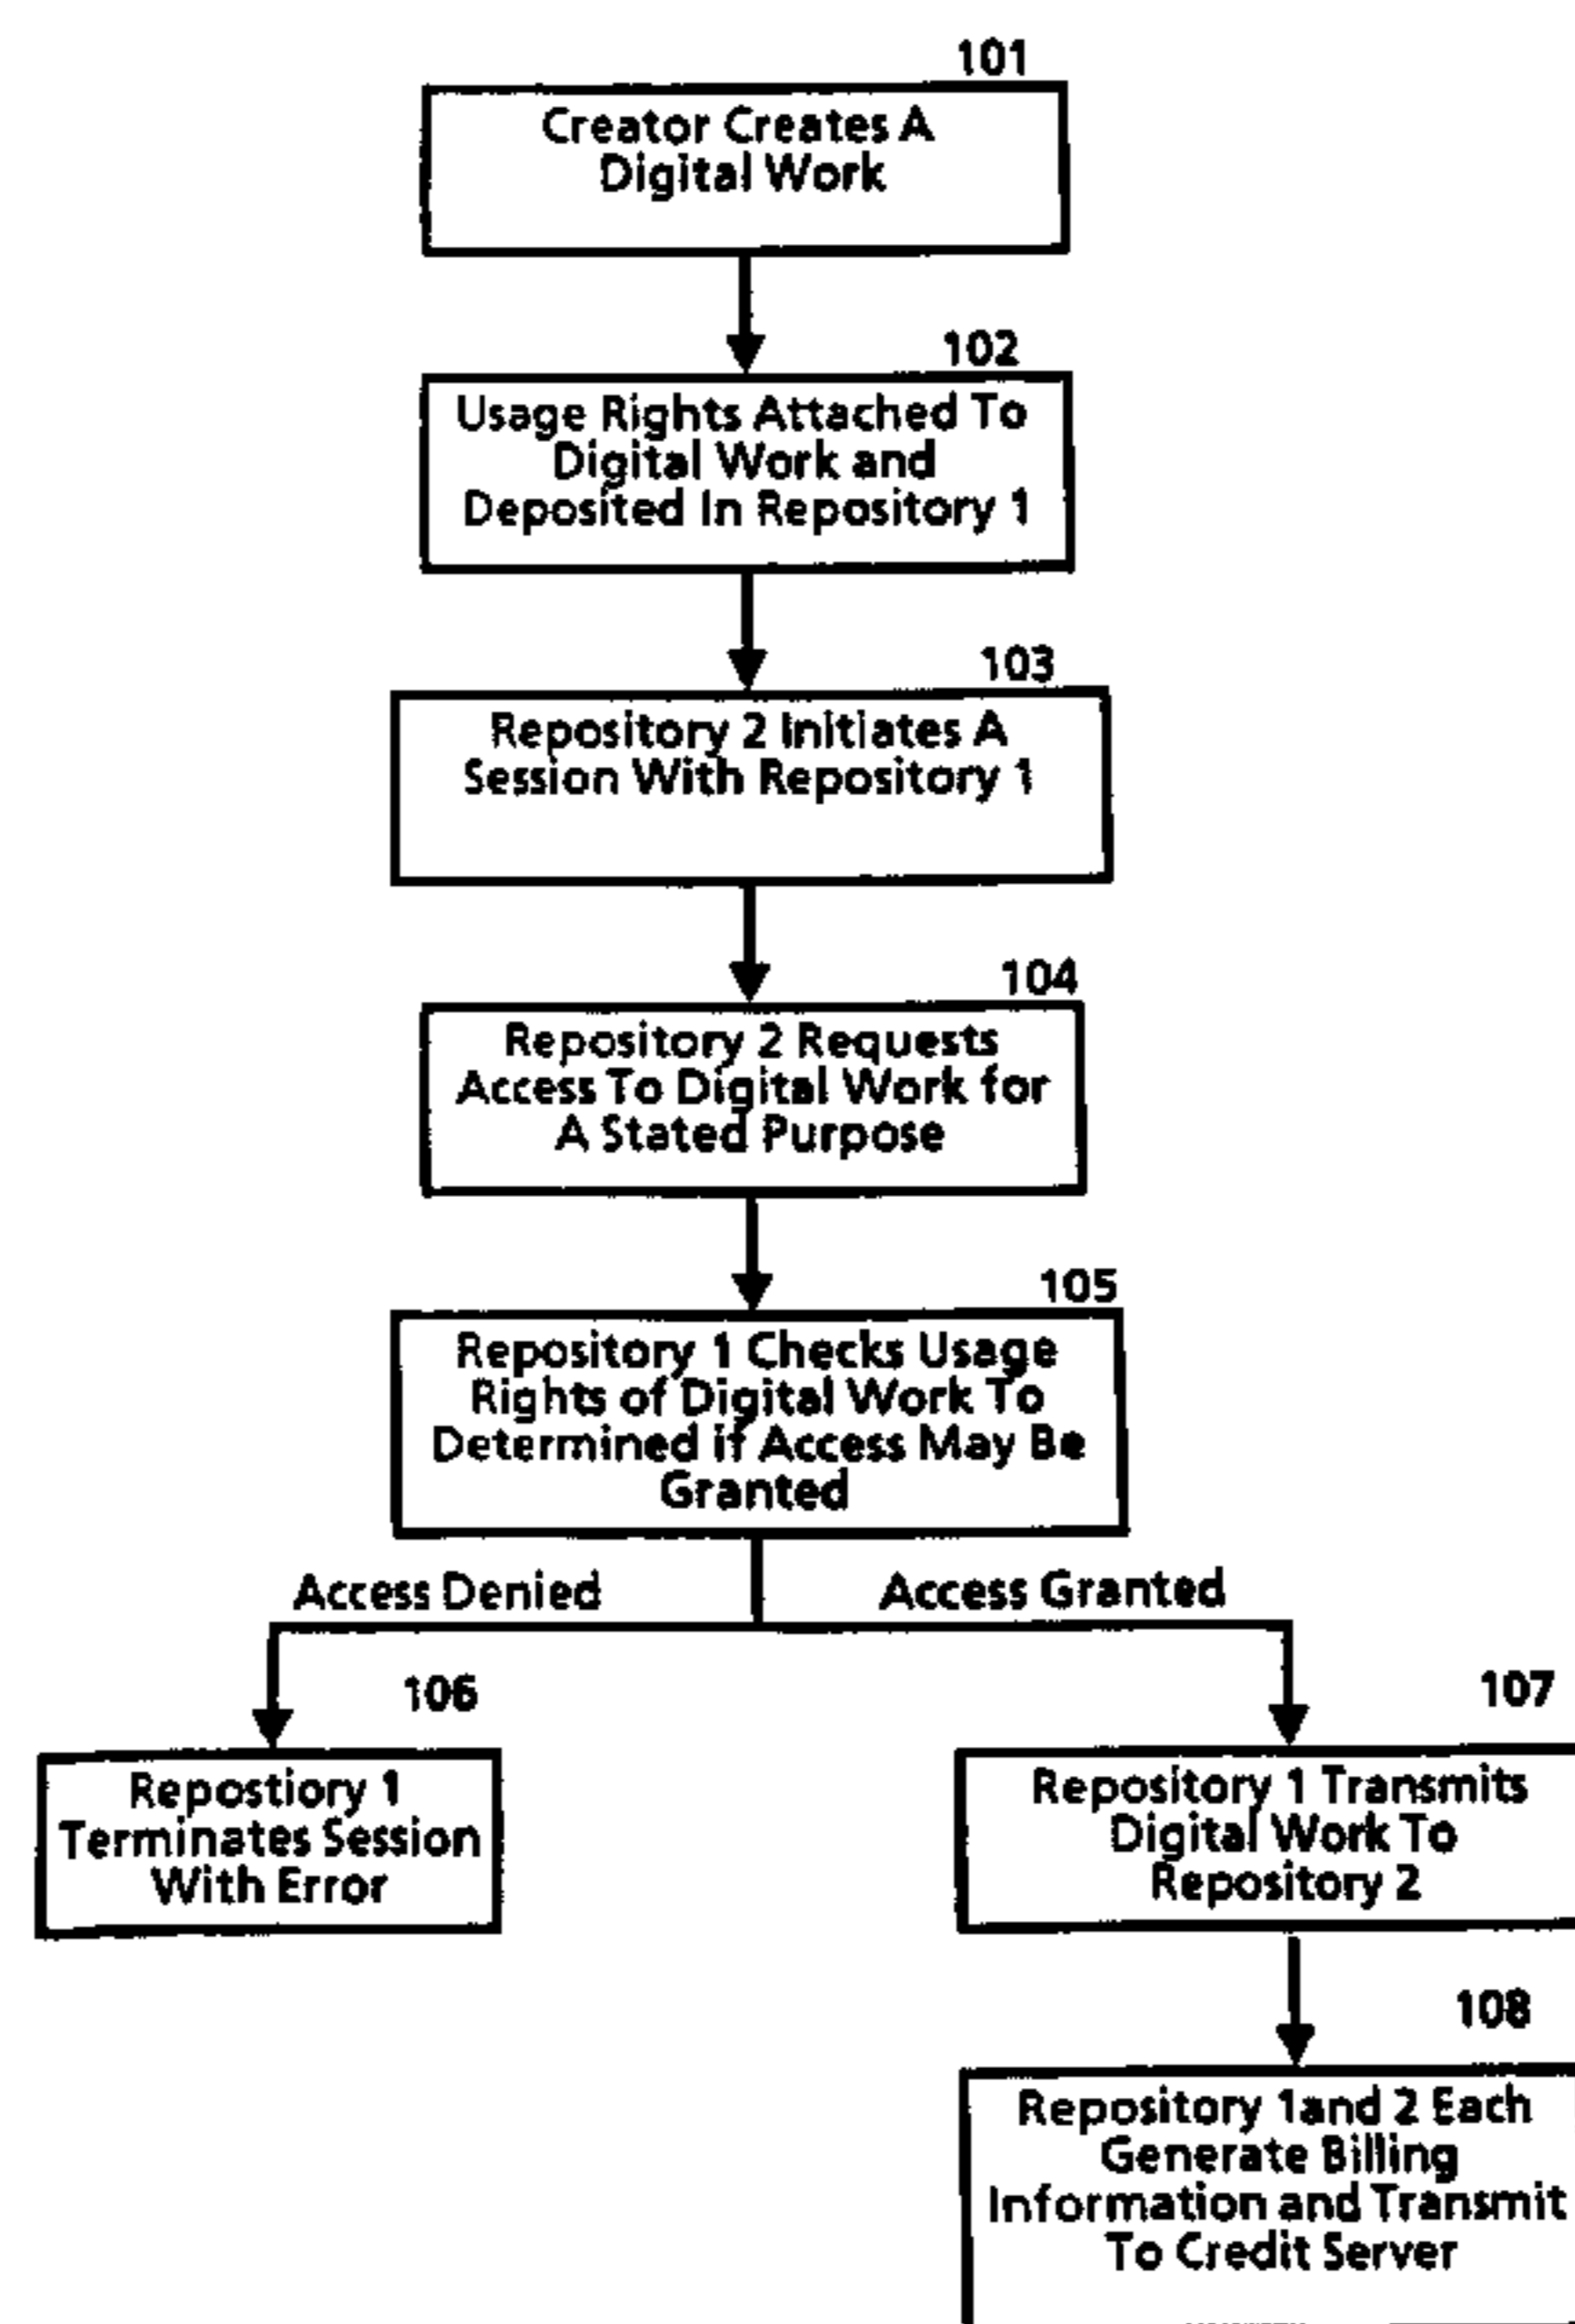 101
Creator Creates A
Digital Work
102
Usage Rights Attached To
Digital Work and
Deposited In Repository 1
103
Repository 2 Initiates A
Session With Repository 1
104
Repository 2 Requests
Access To Digital Work for
A Stated Purpose
105
Repository 1 Checks Usage
Rights of Digital Work To
Determined if Access May Be
Granted
Access Denied
Access Granted
106
107
Repostiory 1
Terminates Session
With Error
Repository 1 Transmits
Digital Work To
Repository 2
108
Repository 1and 2 Each
Generate Billing
Information and Transmit
To Credit Server